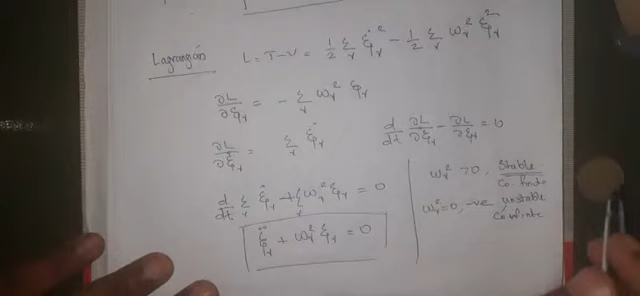 Lagrangian L = T-V = 1/2 Σ_r ξ̇_r² - 1/2 Σ_r ω_r² ξ_r²
∂L/∂ξ_r = - Σ_r ω_r² ξ_r
∂L/∂ξ̇_r = Σ_r ξ̇_r
d/dt ∂L/∂ξ̇_r - ∂L/∂ξ_r = 0
d/dt Σ_r ξ̇_r + Σ_r ω_r² ξ_r = 0
ξ̈_r + ω_r² ξ_r = 0
ω_r² > 0, stable
ω_r² = 0, -ve unstable